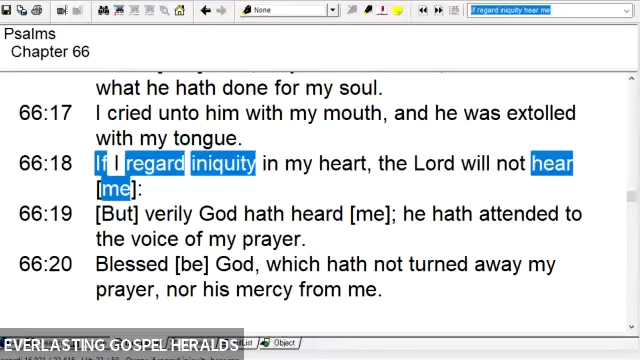 None
If regard iniquity hear me
Psalms
Chapter 66
what he hath done for my soul.
66:17 I cried unto him with my mouth, and he was extolled
with my tongue.
66:18 If I regard iniquity in my heart, the Lord will not hear
[me]:
66:19 [But] verily God hath heard [me]; he hath attended to
the voice of my prayer.
66:20 Blessed [be] God, which hath not turned away my
prayer, nor his mercy from me.
EVERLASTING GOSPEL HERALDS
Object